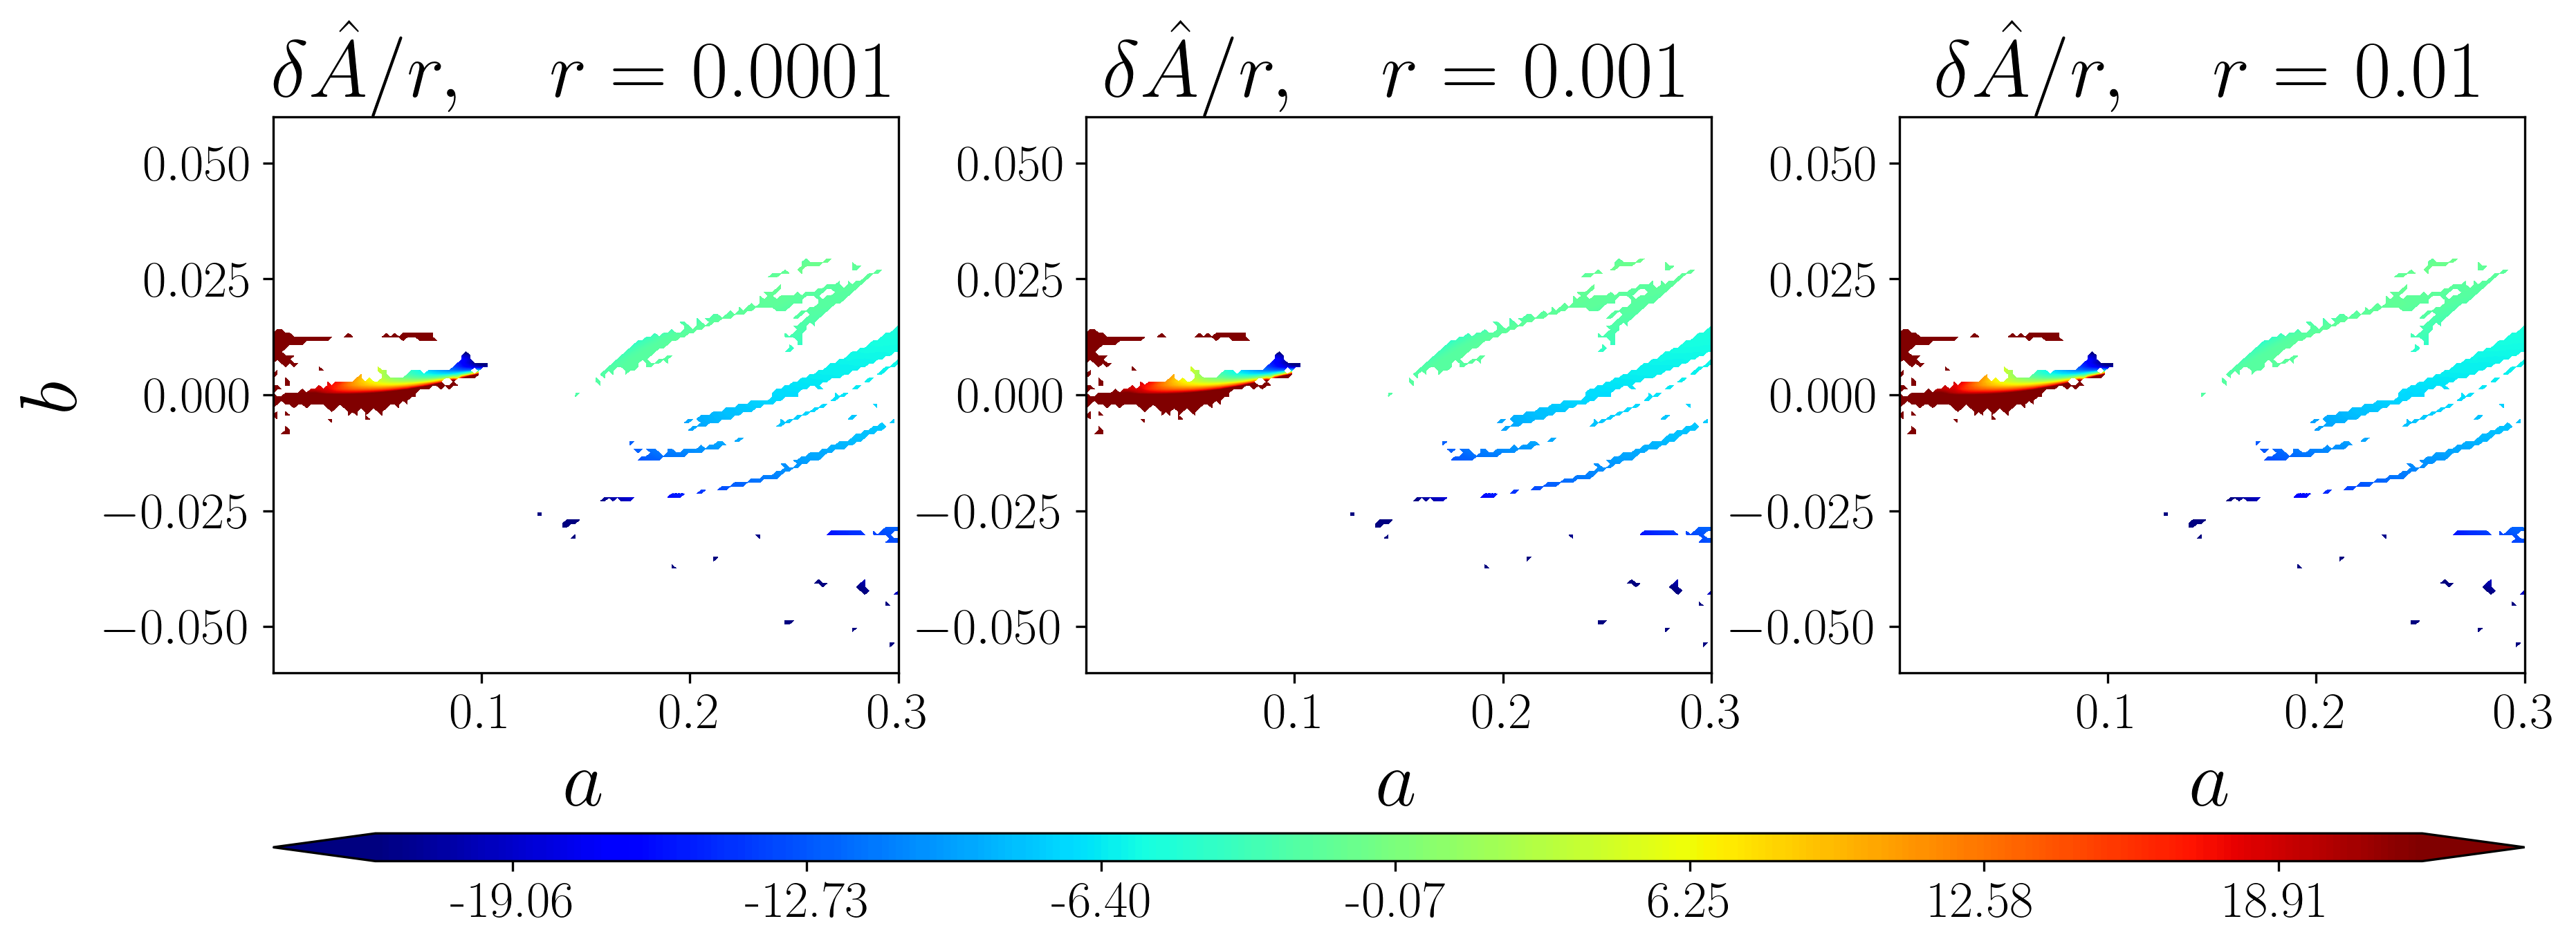 δÂ/r, r = 0.0001 δÂ/r, r = 0.001 δÂ/r, r = 0.01
0.050 0.050 0.050
0.025 0.025 0.025
b 0.000 0.000 0.000
−0.025 −0.025 −0.025
−0.050 −0.050 −0.050
0.1 0.2 0.3 0.1 0.2 0.3 0.1 0.2 0.3
a a a
-19.06 -12.73 -6.40 -0.07 6.25 12.58 18.91